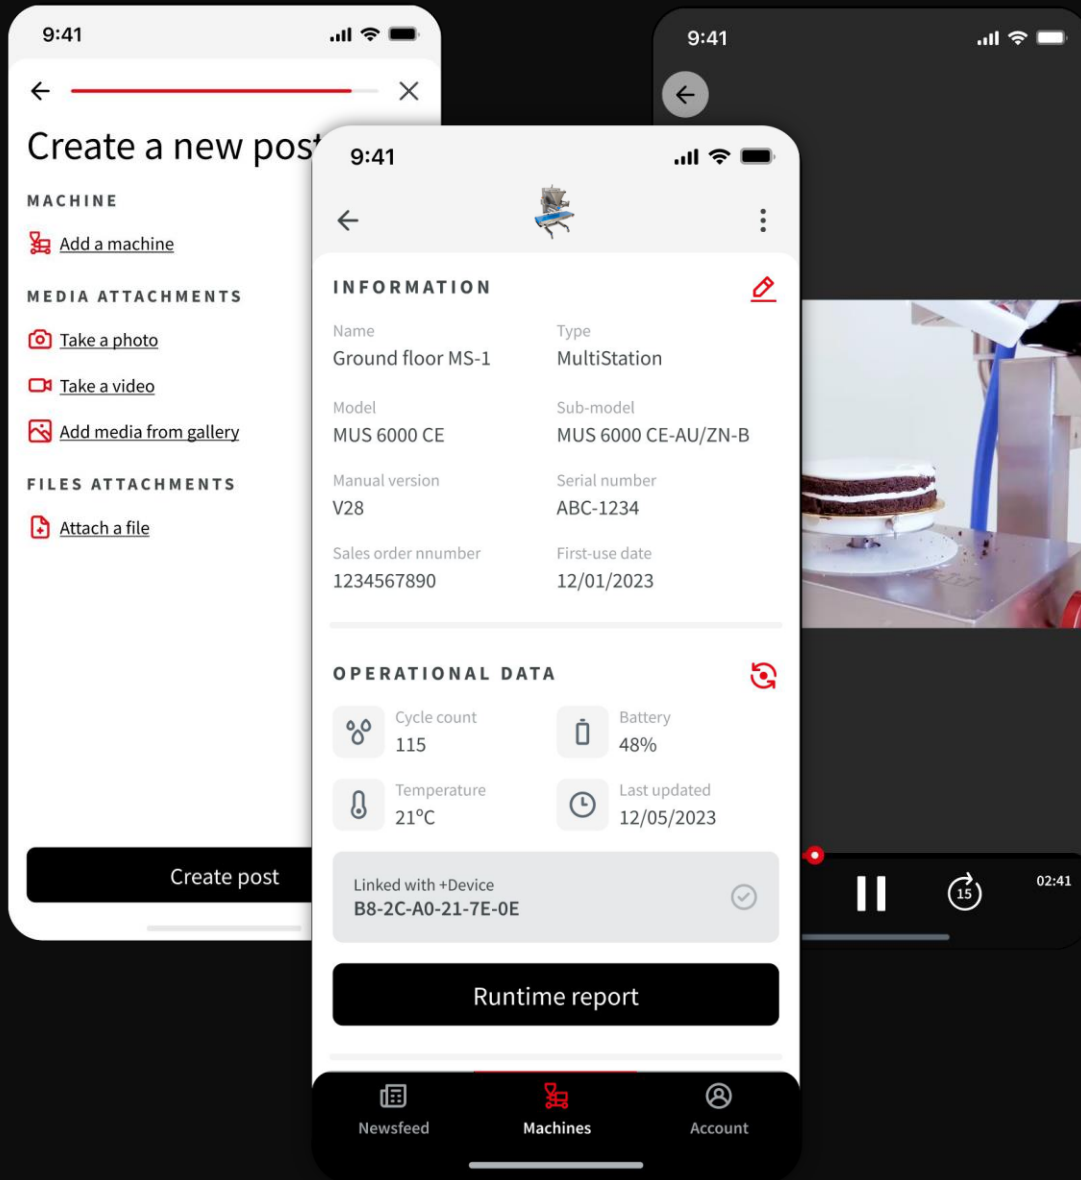 9:41
Create a new post
MACHINE
Add a machine
MEDIA ATTACHMENTS
Take a photo
Take a video
Add media from gallery
FILES ATTACHMENTS
Attach a file
Create post
9:41
INFORMATION
Name
Ground floor MS-1
Type
MultiStation
Model
MUS 6000 CE
Sub-model
MUS 6000 CE-AU/ZN-B
Manual version
V28
Serial number
ABC-1234
Sales order nnumber
1234567890
First-use date
12/01/2023
OPERATIONAL DATA
Cycle count
115
Battery
48%
Temperature
21°C
Last updated
12/05/2023
Linked with +Device
B8-2C-A0-21-7E-0E
Runtime report
Newsfeed
Machines
Account
9:41
15
02:41